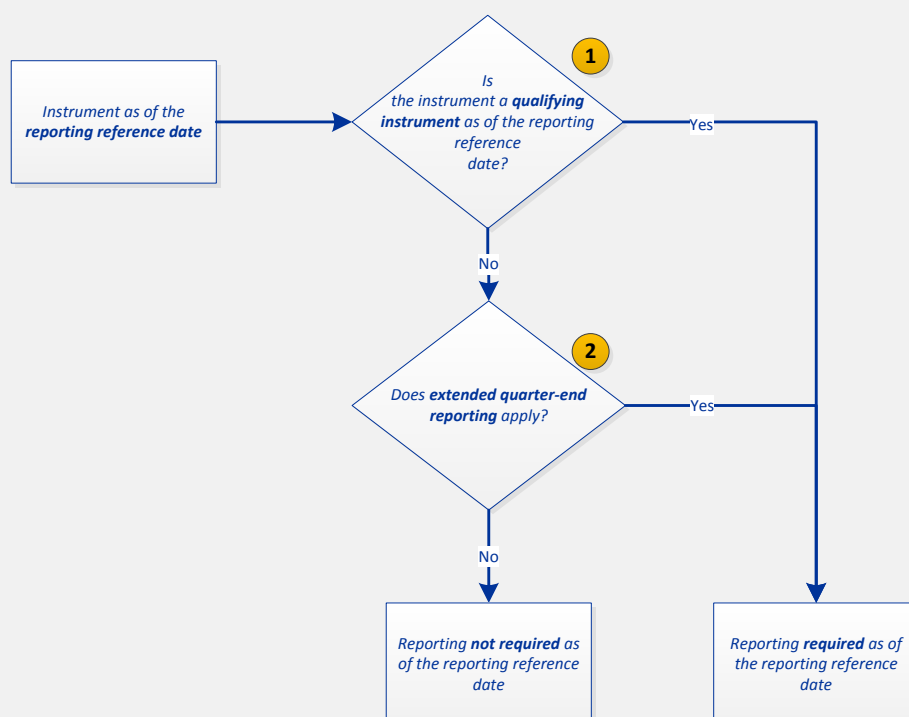 1
Is
the instrument a qualifying
instrument as of the reporting
reference
date?
Instrument as of the
reporting reference date
Yes
No
2
Does extended quarter-end
reporting apply?
Yes
No
Reporting not required as
of the reporting reference
date
Reporting required as of
the reporting reference
date